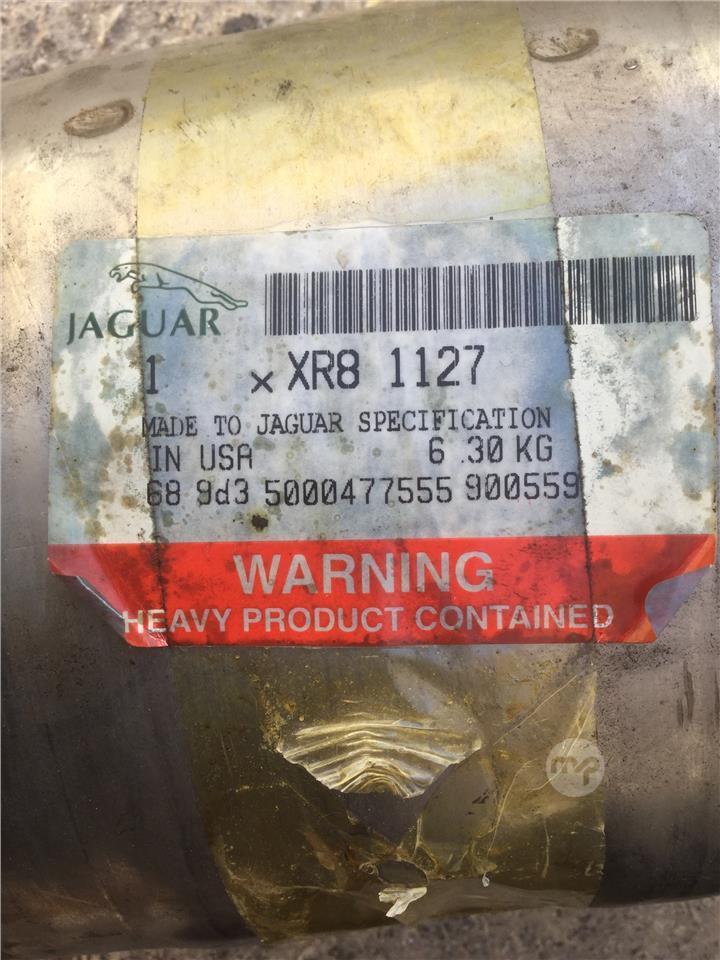 JAGUAR
1 x XR8 1127
MADE TO JAGUAR SPECIFICATION
IN USA 6.30 KG
68 9d3 5000477555 900559
WARNING
HEAVY PRODUCT CONTAINED
mp